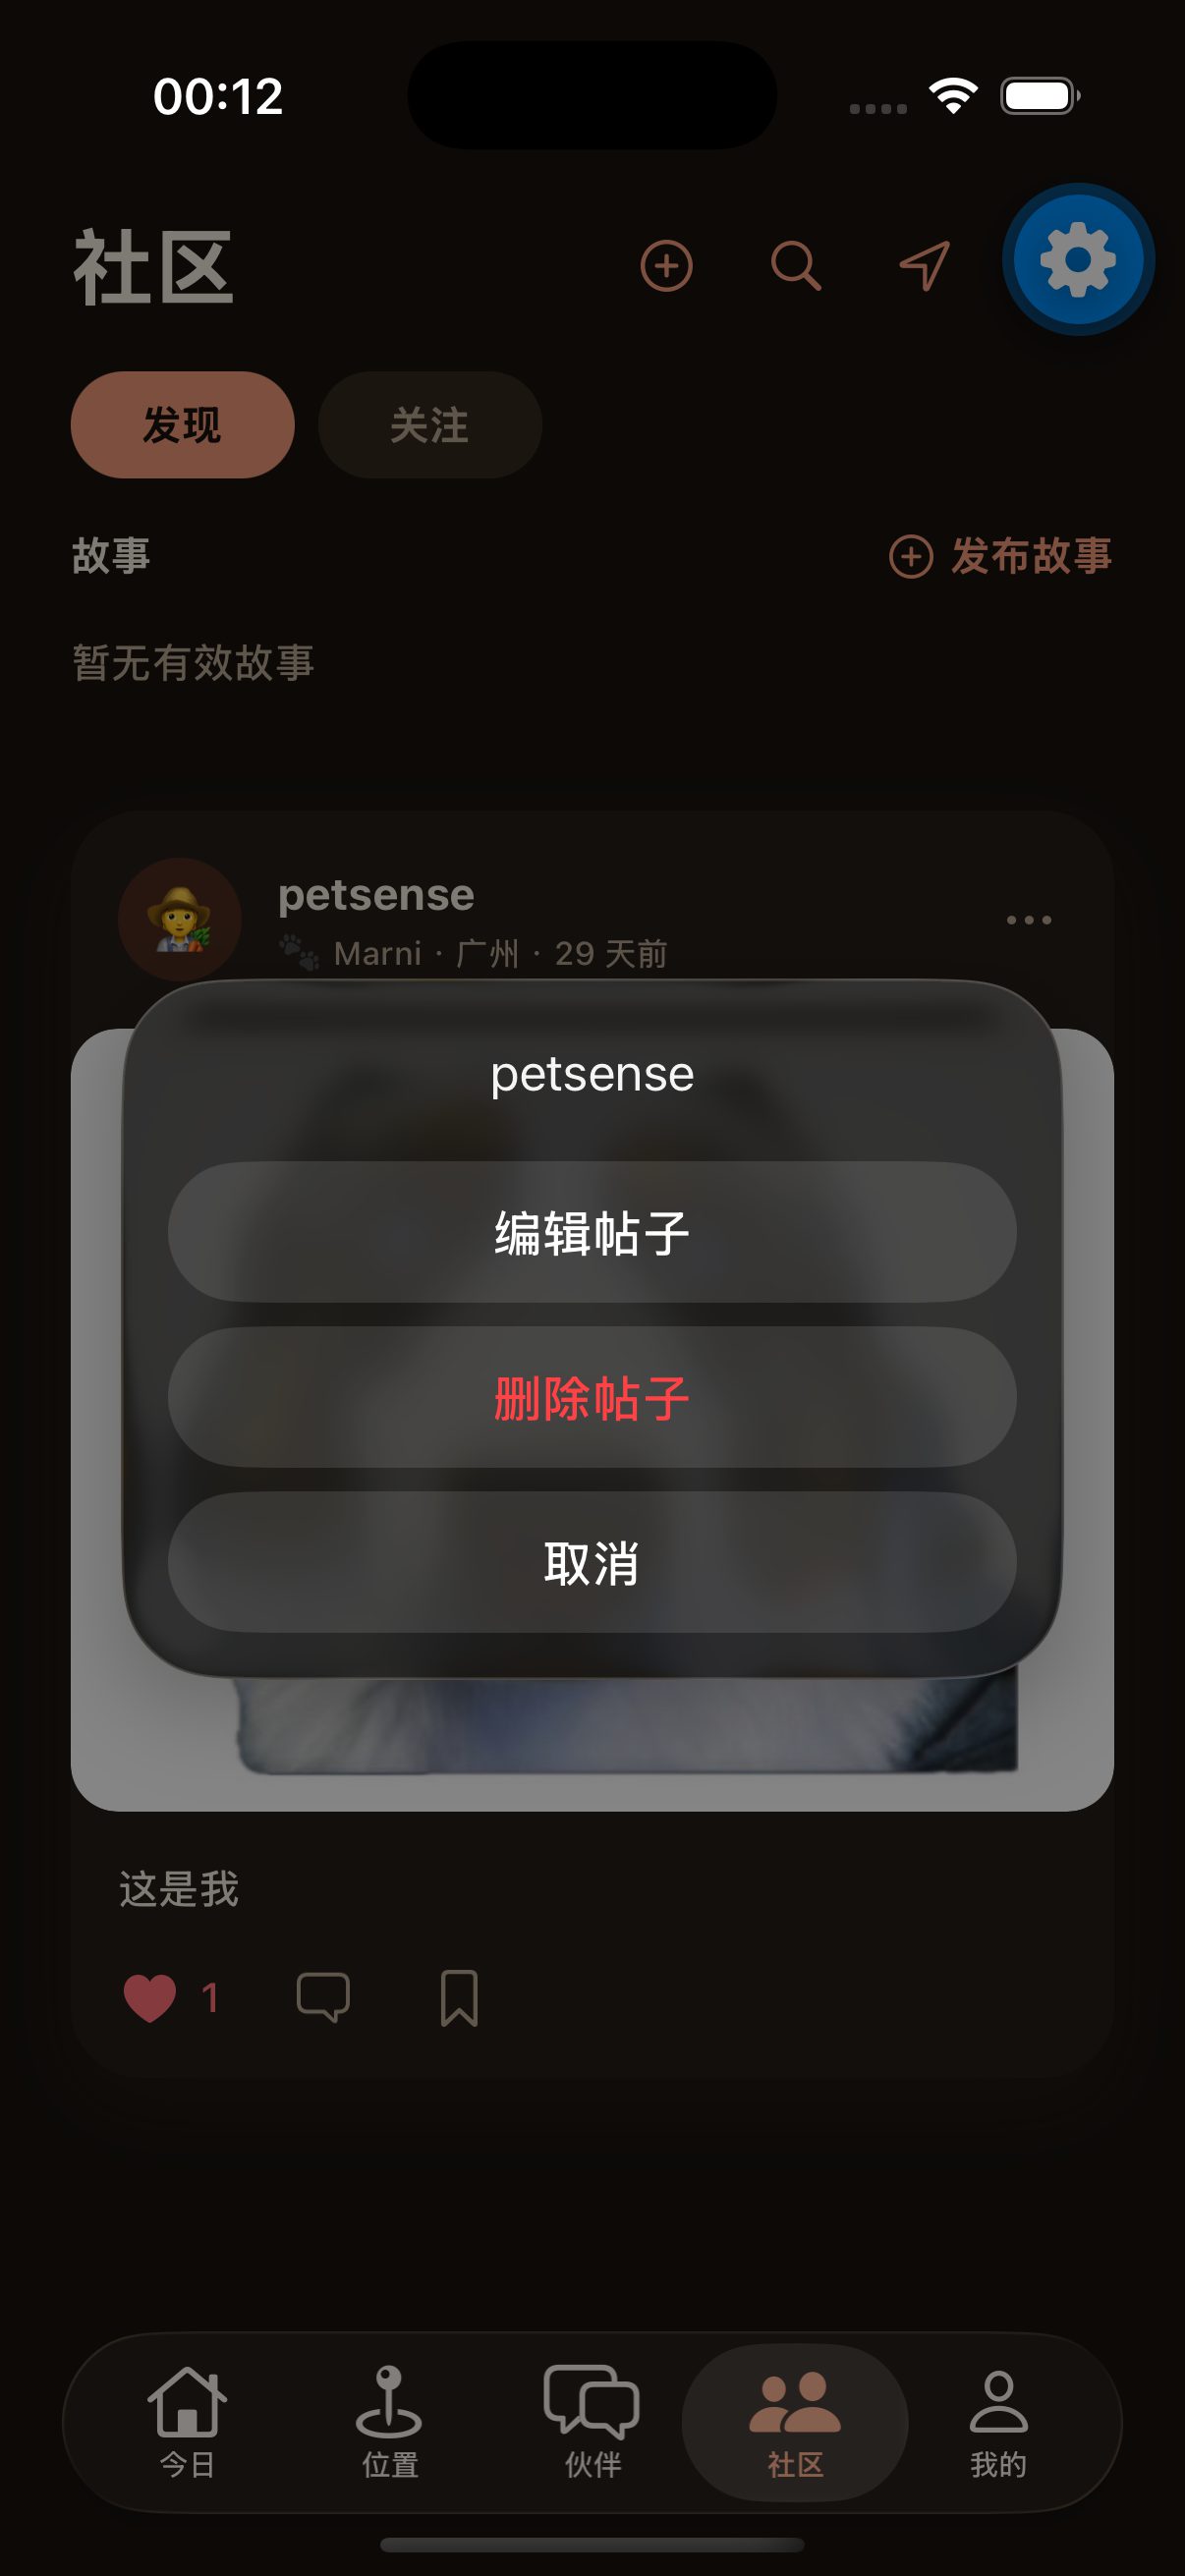 00:12
社区
发现
关注
故事
发布故事
暂无有效故事
petsense
Marni · 广州 · 29 天前
petsense
编辑帖子
删除帖子
取消
这是我
1
今日
位置
伙伴
社区
我的